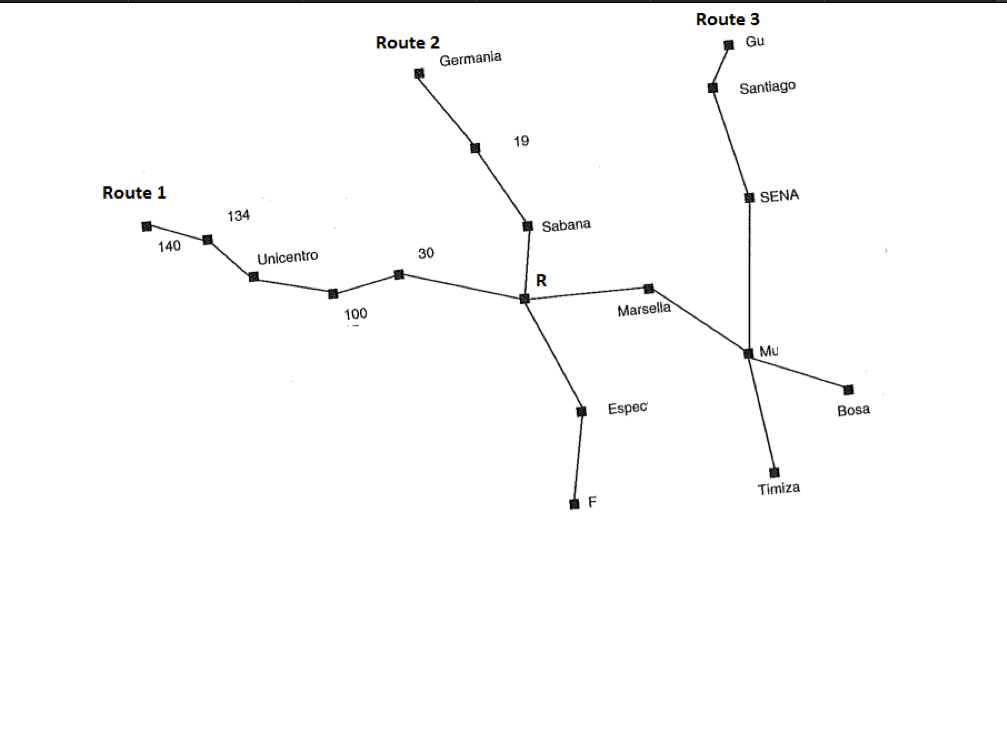 Route 3
Gu
Route 2
Germania
Santiago
19
Route 1
SENA
134
Sabana
140
Unicentro
30
R
Marsella
100
Mu
Espec
Bosa
Timiza
F